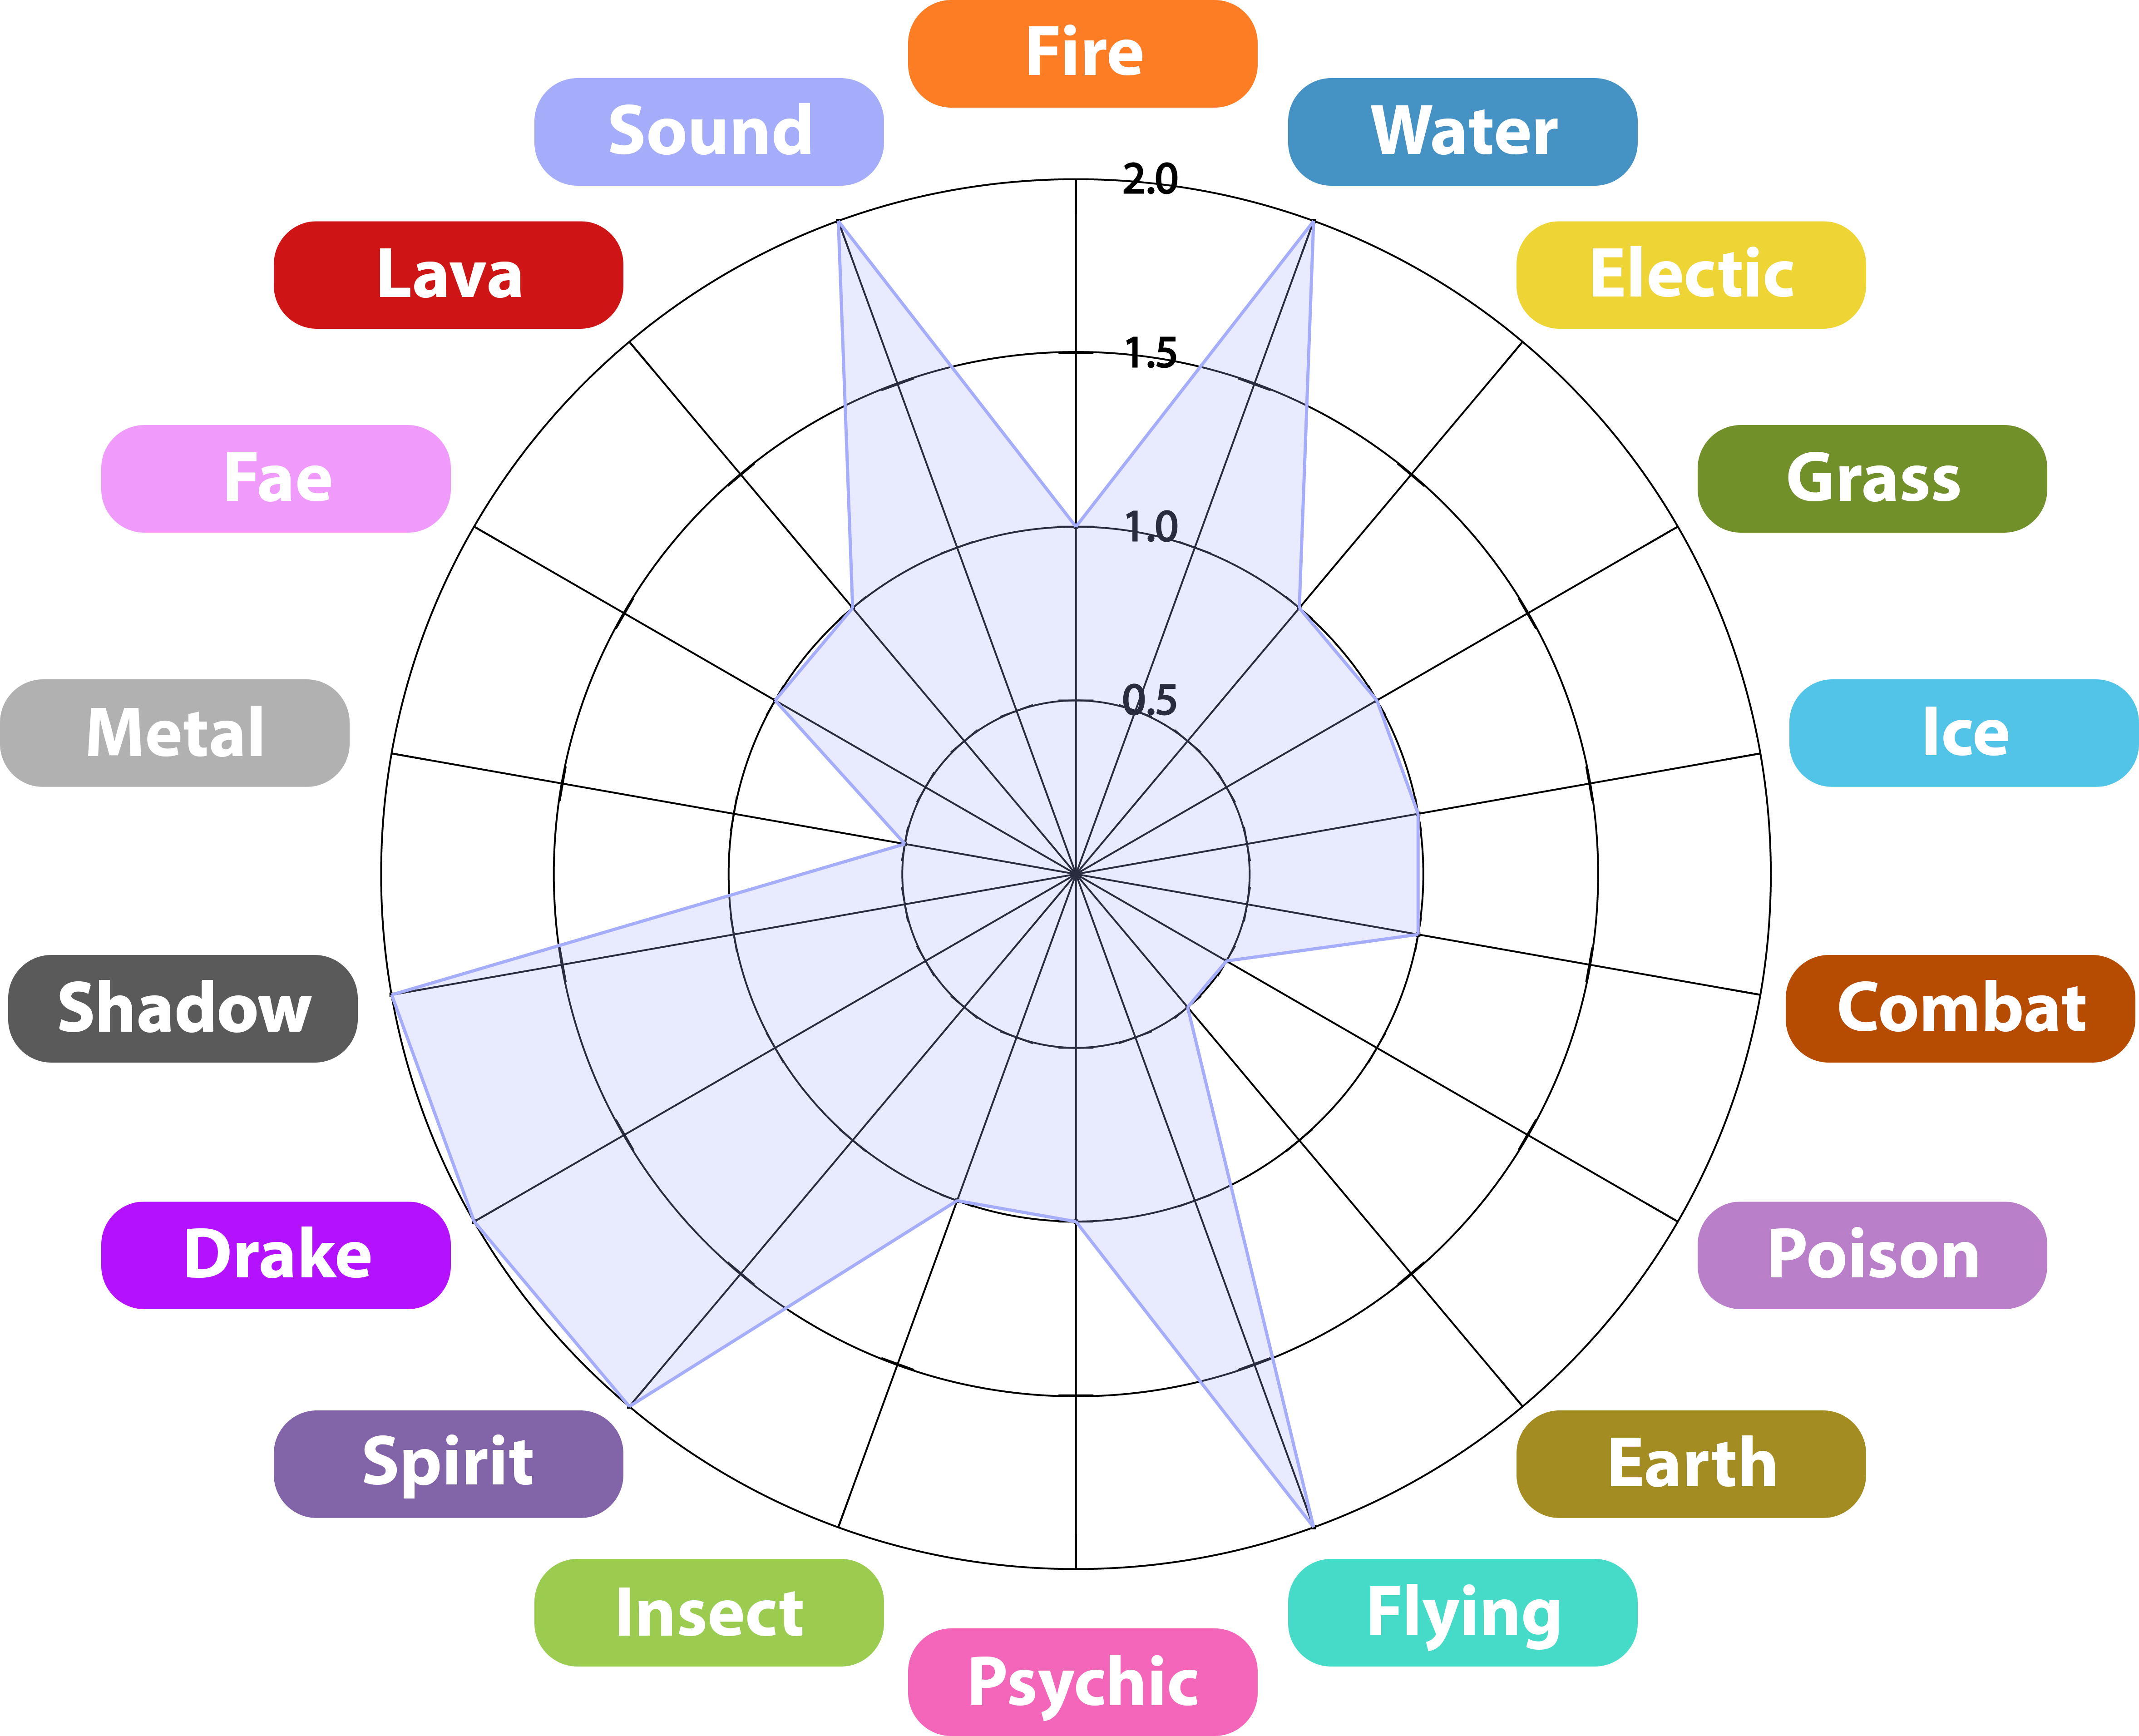 Fire
Sound
Water
2.0
Lava
Electic
1.5
Fae
Grass
1.0
0.5
Metal
Ice
Shadow
Combat
Drake
Poison
Spirit
Earth
Insect
Flying
Psychic